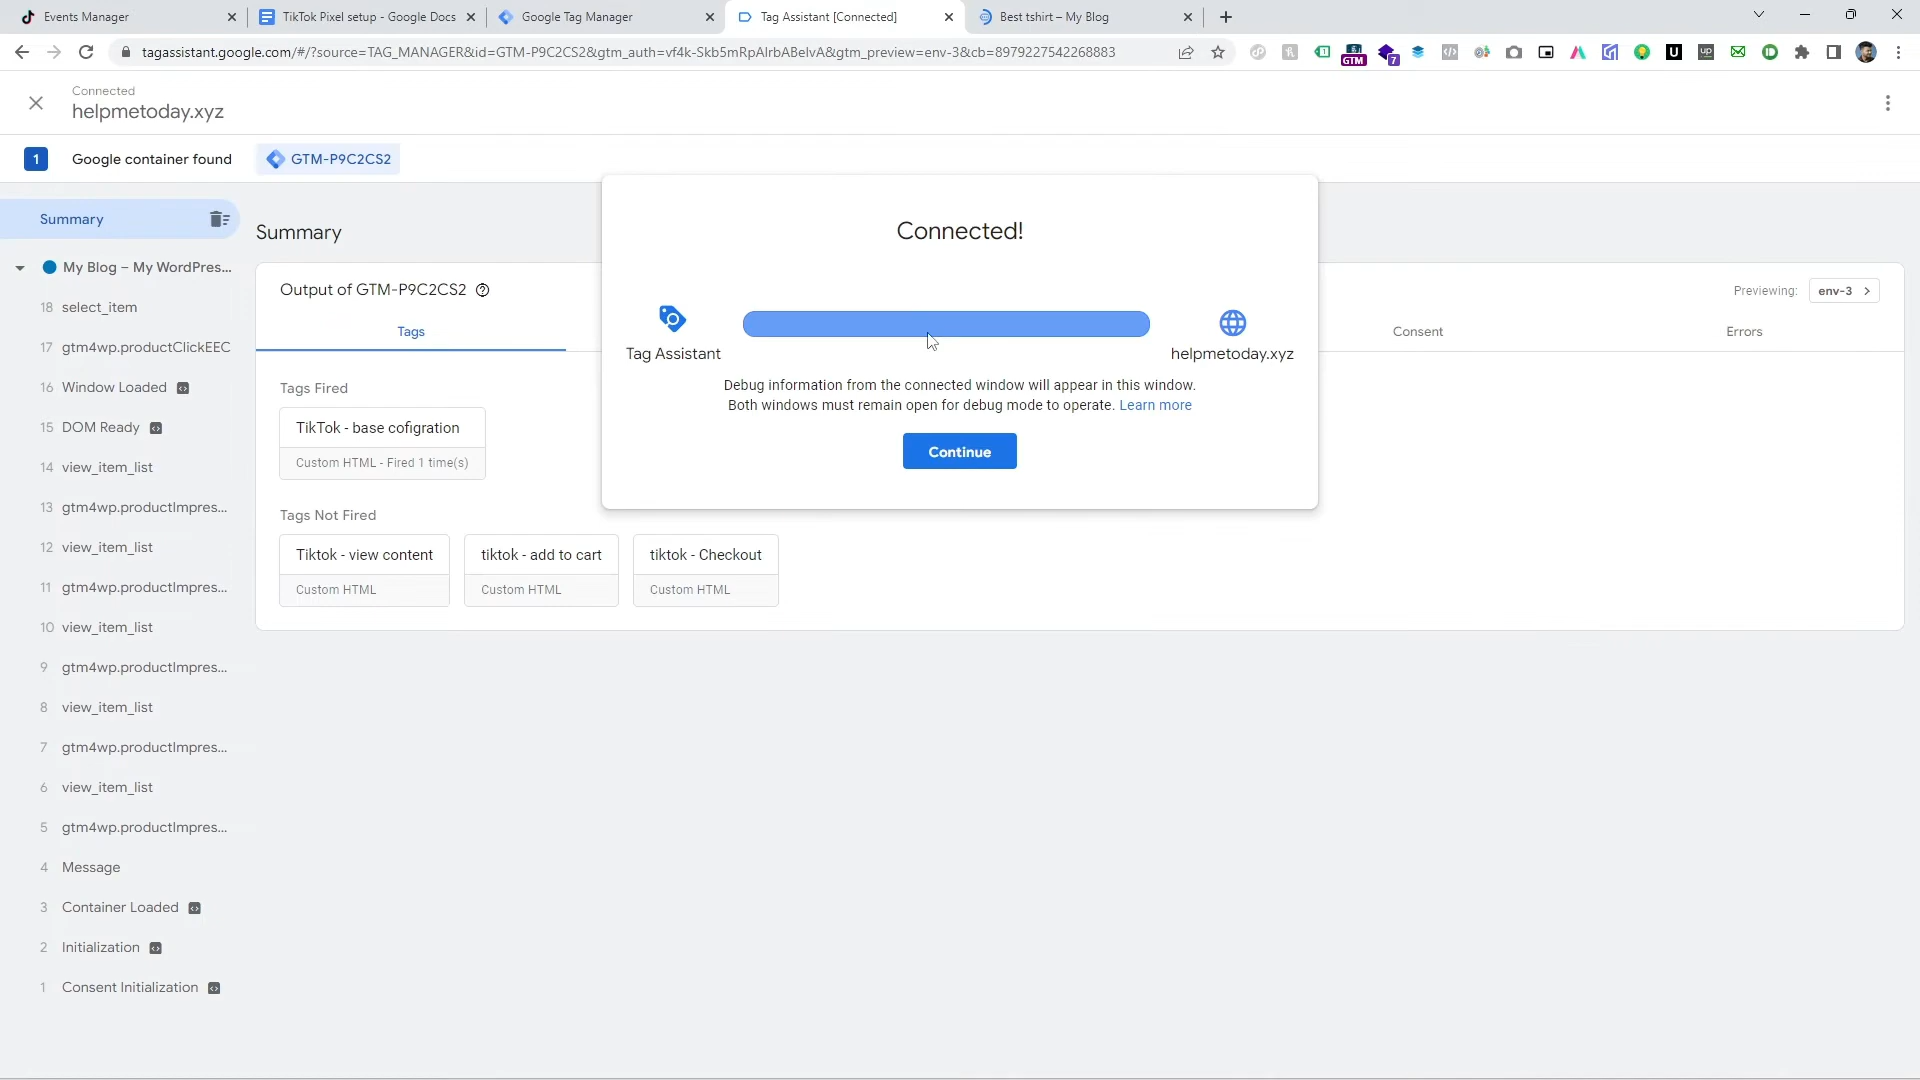 Events Manager
TikTok Pixel setup - Google Docs
Google Tag Manager
Tag Assistant [Connected]
Best tshirt – My Blog
tagassistant.google.com/#/?source=TAG_MANAGER&id=GTM-P9C2CS2&gtm_auth=vf4k-Skb5mRpAlrbABelvA&gtm_preview=env-3&cb=8979227542268883
GTM
7
U
up
Connected
helpmetoday.xyz
1
Google container found
GTM-P9C2CS2
Summary
My Blog – My WordPres...
18 select_item
17 gtm4wp.productClickEEC
16 Window Loaded
15 DOM Ready
14 view_item_list
13 gtm4wp.productImpres...
12 view_item_list
11 gtm4wp.productImpres...
10 view_item_list
9 gtm4wp.productImpres...
8 view_item_list
7 gtm4wp.productImpres...
6 view_item_list
5 gtm4wp.productImpres...
4 Message
3 Container Loaded
2 Initialization
1 Consent Initialization
Summary
Output of GTM-P9C2CS2
Previewing: env-3
Tags
Consent
Errors
Tags Fired
TikTok - base cofigration
Custom HTML - Fired 1 time(s)
Tags Not Fired
Tiktok - view content
Custom HTML
tiktok - add to cart
Custom HTML
tiktok - Checkout
Custom HTML
Connected!
Tag Assistant
helpmetoday.xyz
Debug information from the connected window will appear in this window.
Both windows must remain open for debug mode to operate. Learn more
Continue